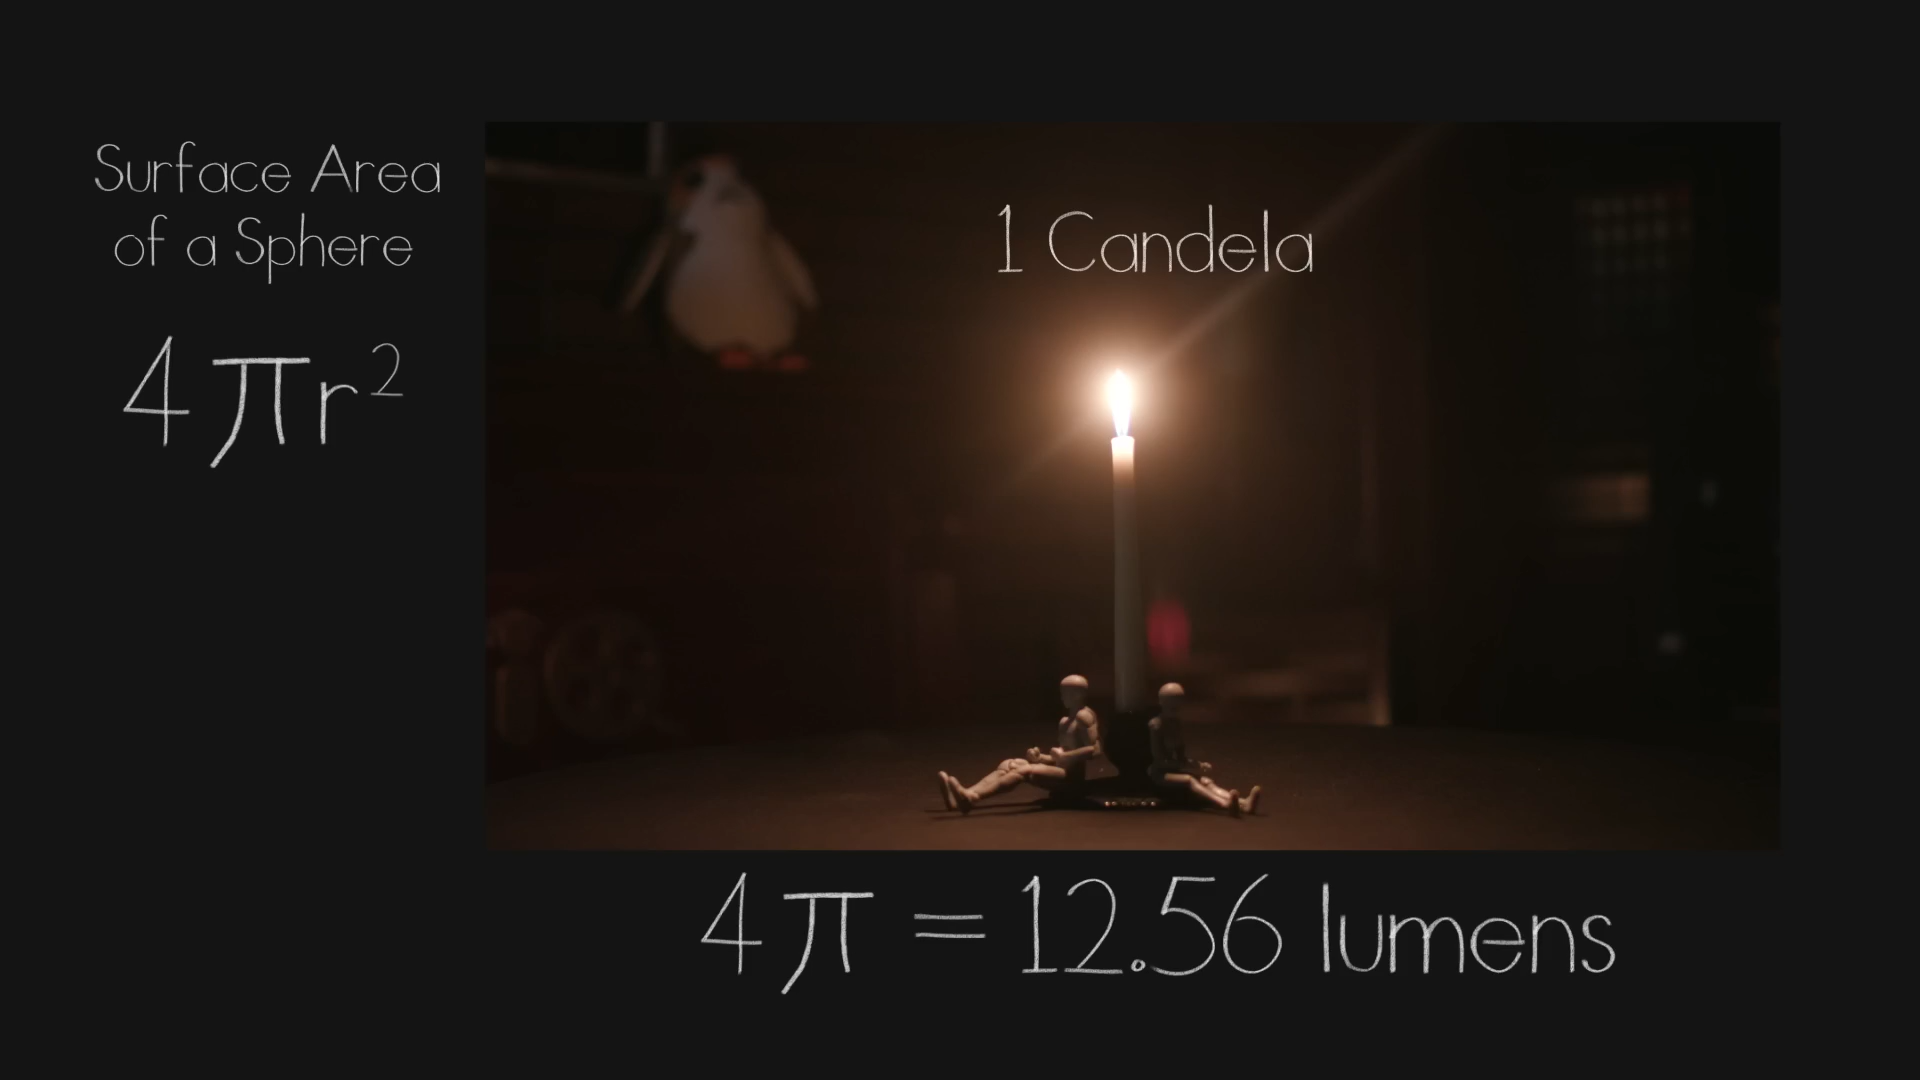 Surface Area
of a Sphere
4πr²
1 Candela
4π = 12.56 lumens